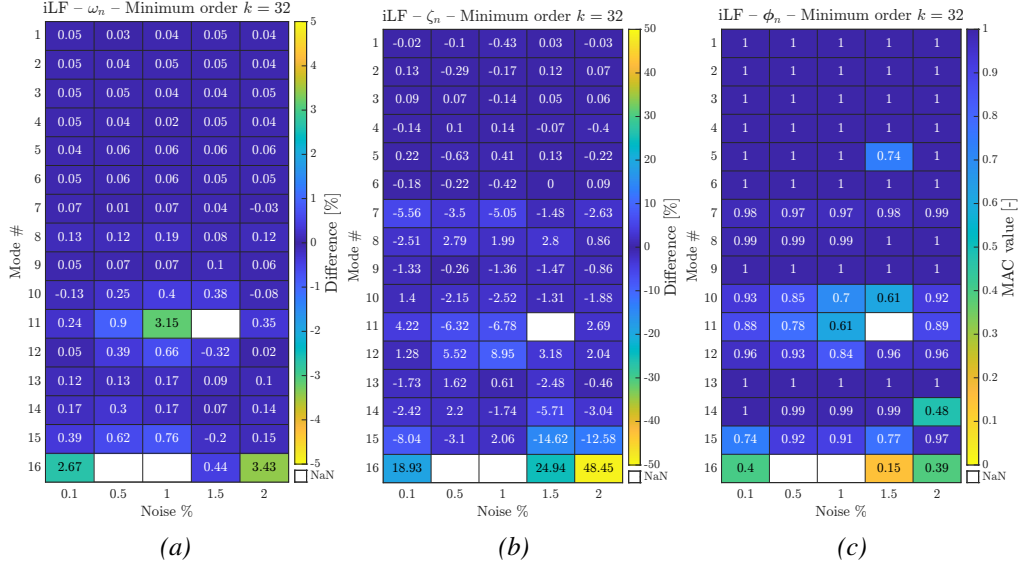 iLF – ω_n – Minimum order k = 32
1 0.05 0.03 0.04 0.05 0.04
2 0.05 0.04 0.05 0.05 0.04
3 0.05 0.05 0.04 0.04 0.05
4 0.05 0.04 0.02 0.05 0.04
5 0.04 0.06 0.06 0.06 0.06
6 0.05 0.06 0.06 0.05 0.05
7 0.07 0.01 0.07 0.04 -0.03
8 0.13 0.12 0.19 0.08 0.12
9 0.05 0.07 0.07 0.1 0.06
10 -0.13 0.25 0.4 0.38 -0.08
11 0.24 0.9 3.15 0.35
12 0.05 0.39 0.66 -0.32 0.02
13 0.12 0.13 0.17 0.09 0.1
14 0.17 0.3 0.17 0.07 0.14
15 0.39 0.62 0.76 -0.2 0.15
16 2.67 0.44 3.43
0.1 0.5 1 1.5 2
Noise %
Mode #
5
4
3
2
1
0
-1
-2
-3
-4
-5
NaN
Difference [%]
(a)
iLF – ζ_n – Minimum order k = 32
1 -0.02 -0.1 -0.43 0.03 -0.03
2 0.13 -0.29 -0.17 0.12 0.07
3 0.09 0.07 -0.14 0.05 0.06
4 -0.14 0.1 0.14 -0.07 -0.4
5 0.22 -0.63 0.41 0.13 -0.22
6 -0.18 -0.22 -0.42 0 0.09
7 -5.56 -3.5 -5.05 -1.48 -2.63
8 -2.51 2.79 1.99 2.8 0.86
9 -1.33 -0.26 -1.36 -1.47 -0.86
10 1.4 -2.15 -2.52 -1.31 -1.88
11 4.22 -6.32 -6.78 2.69
12 1.28 5.52 8.95 3.18 2.04
13 -1.73 1.62 0.61 -2.48 -0.46
14 -2.42 2.2 -1.74 -5.71 -3.04
15 -8.04 -3.1 2.06 -14.62 -12.58
16 18.93 24.94 48.45
0.1 0.5 1 1.5 2
Noise %
Mode #
50
40
30
20
10
0
-10
-20
-30
-40
-50
NaN
Difference [%]
(b)
iLF – ϕ_n – Minimum order k = 32
1 1 1 1 1 1
2 1 1 1 1 1
3 1 1 1 1 1
4 1 1 1 1 1
5 1 1 1 0.74 1
6 1 1 1 1 1
7 0.98 0.97 0.97 0.98 0.99
8 0.99 0.99 0.99 1 1
9 1 1 1 1 1
10 0.93 0.85 0.7 0.61 0.92
11 0.88 0.78 0.61 0.89
12 0.96 0.93 0.84 0.96 0.96
13 1 1 1 1 1
14 1 0.99 0.99 0.99 0.48
15 0.74 0.92 0.91 0.77 0.97
16 0.4 0.15 0.39
0.1 0.5 1 1.5 2
Noise %
Mode #
1
0.9
0.8
0.7
0.6
0.5
0.4
0.3
0.2
0.1
0
NaN
MAC value [-]
(c)